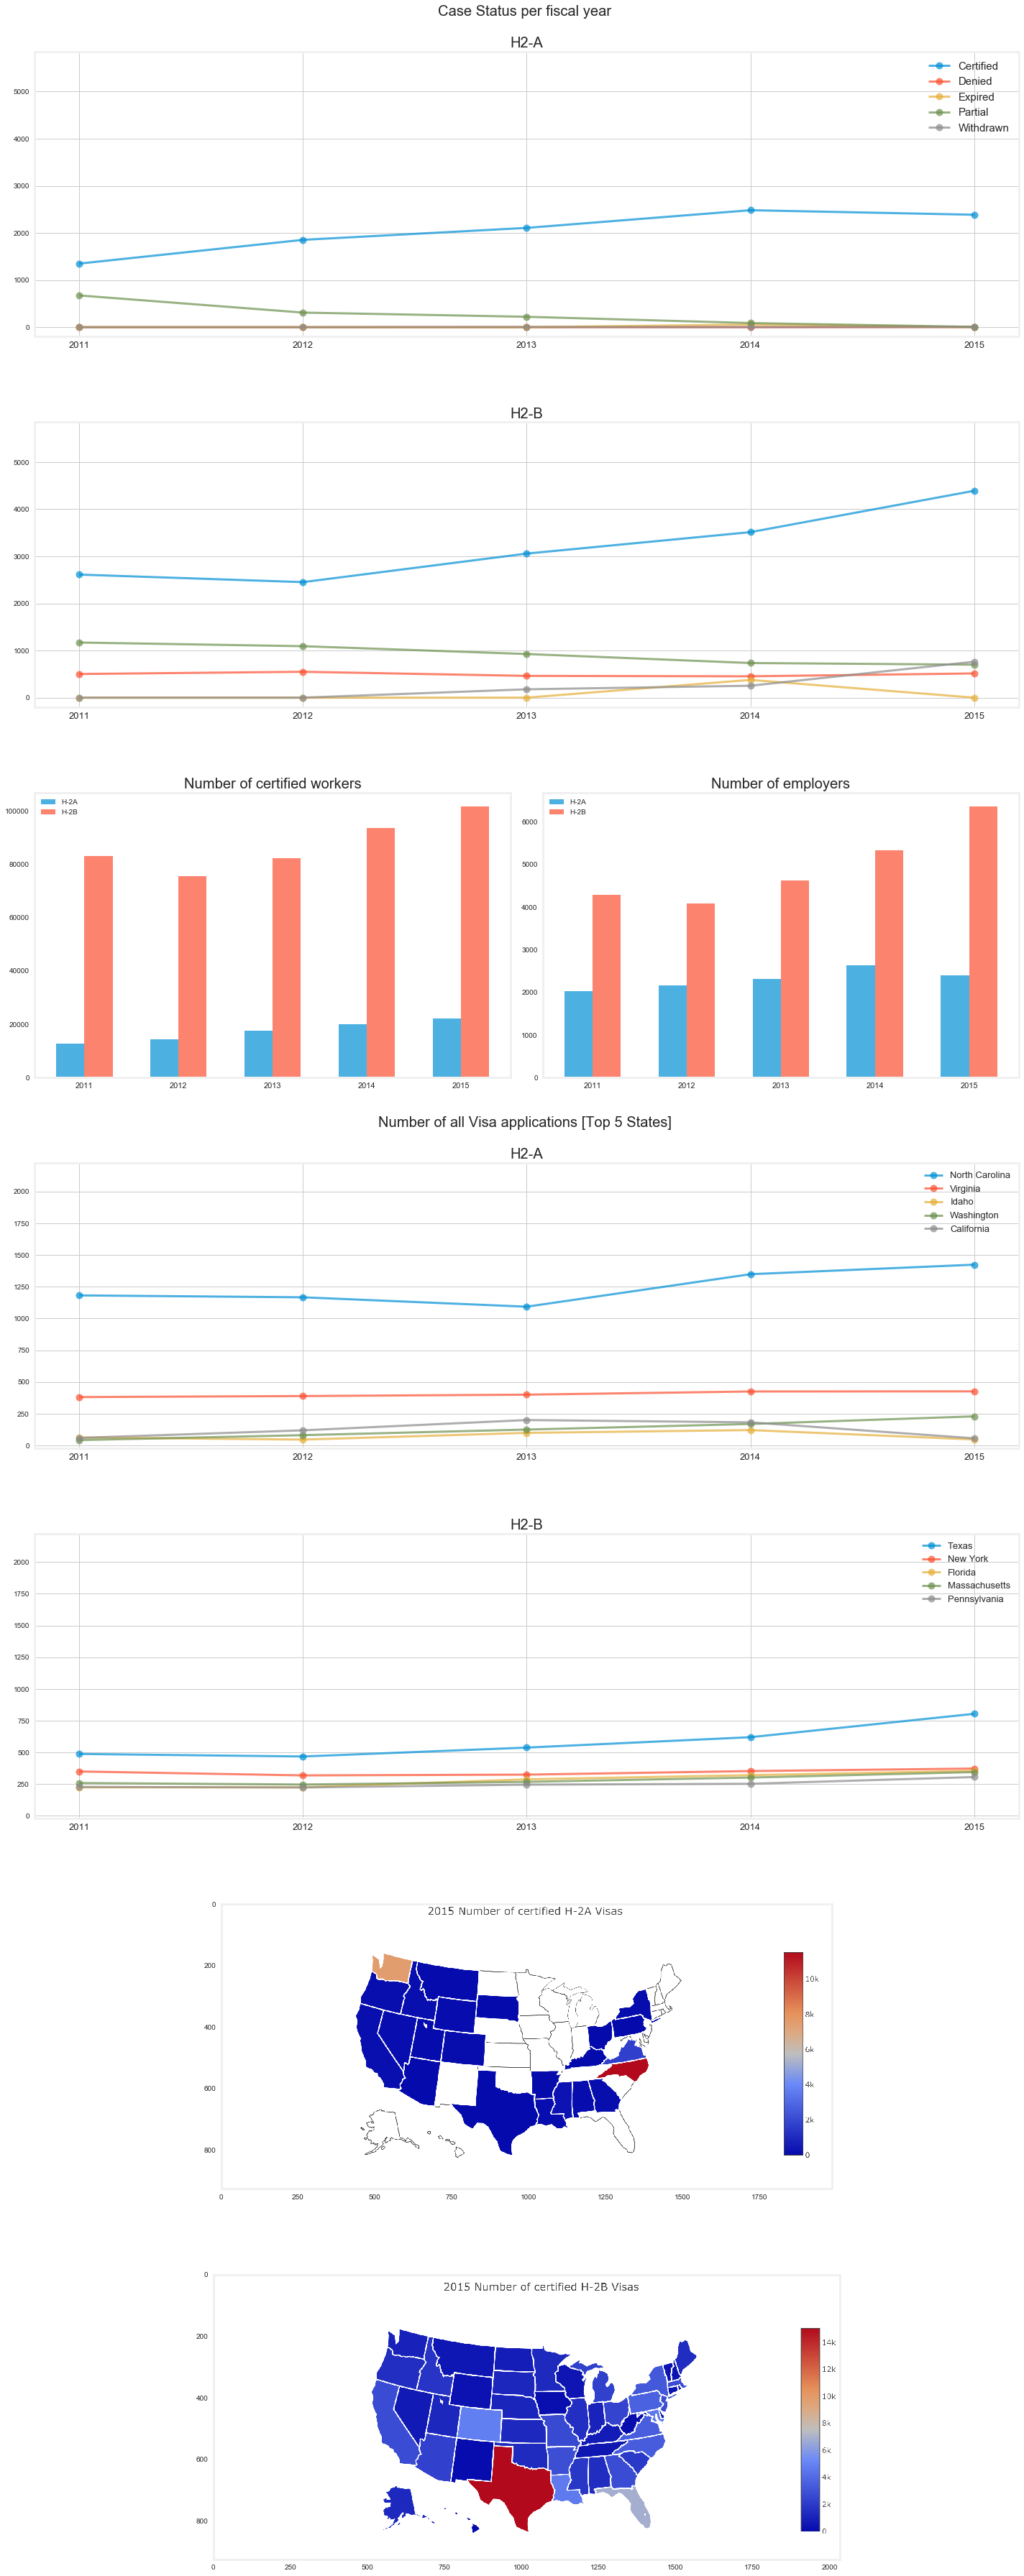 Case Status per fiscal year
H2-A
Certified
Denied
Expired
Partial
Withdrawn
5000
4000
3000
2000
1000
0
2011 2012 2013 2014 2015
H2-B
5000
4000
3000
2000
1000
0
2011 2012 2013 2014 2015
Number of certified workers
H-2A
H-2B
100000
80000
60000
40000
20000
0
2011 2012 2013 2014 2015
Number of employers
H-2A
H-2B
6000
5000
4000
3000
2000
1000
0
2011 2012 2013 2014 2015
Number of all Visa applications [Top 5 States]
H2-A
North Carolina
Virginia
Idaho
Washington
California
2000
1750
1500
1250
1000
750
500
250
0
2011 2012 2013 2014 2015
H2-B
Texas
New York
Florida
Massachusetts
Pennsylvania
2000
1750
1500
1250
1000
750
500
250
0
2011 2012 2013 2014 2015
2015 Number of certified H-2A Visas
0
200
400
600
800
10k
8k
6k
4k
2k
0
0 250 500 750 1000 1250 1500 1750
2015 Number of certified H-2B Visas
0
200
400
600
800
14k
12k
10k
8k
6k
4k
2k
0
0 250 500 750 1000 1250 1500 1750 2000